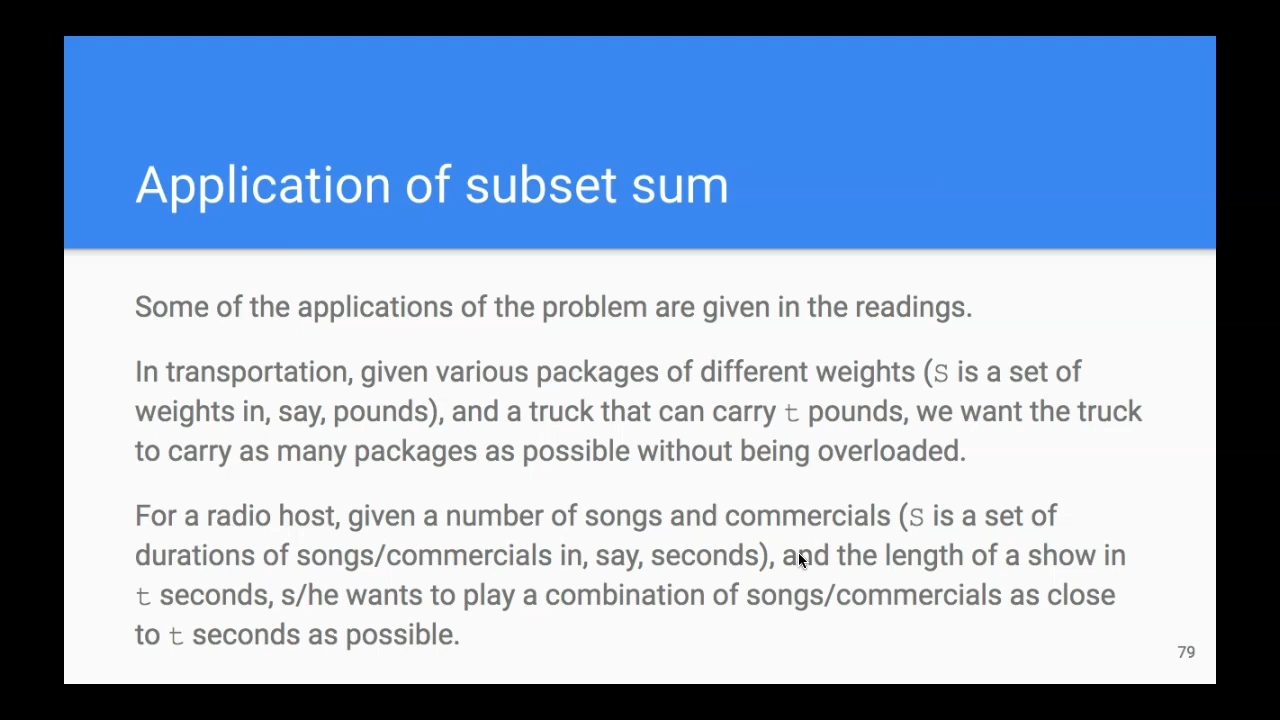 Application of subset sum
Some of the applications of the problem are given in the readings.
In transportation, given various packages of different weights (S is a set of
weights in, say, pounds), and a truck that can carry t pounds, we want the truck
to carry as many packages as possible without being overloaded.
For a radio host, given a number of songs and commercials (S is a set of
durations of songs/commercials in, say, seconds), and the length of a show in
t seconds, s/he wants to play a combination of songs/commercials as close
to t seconds as possible.
79